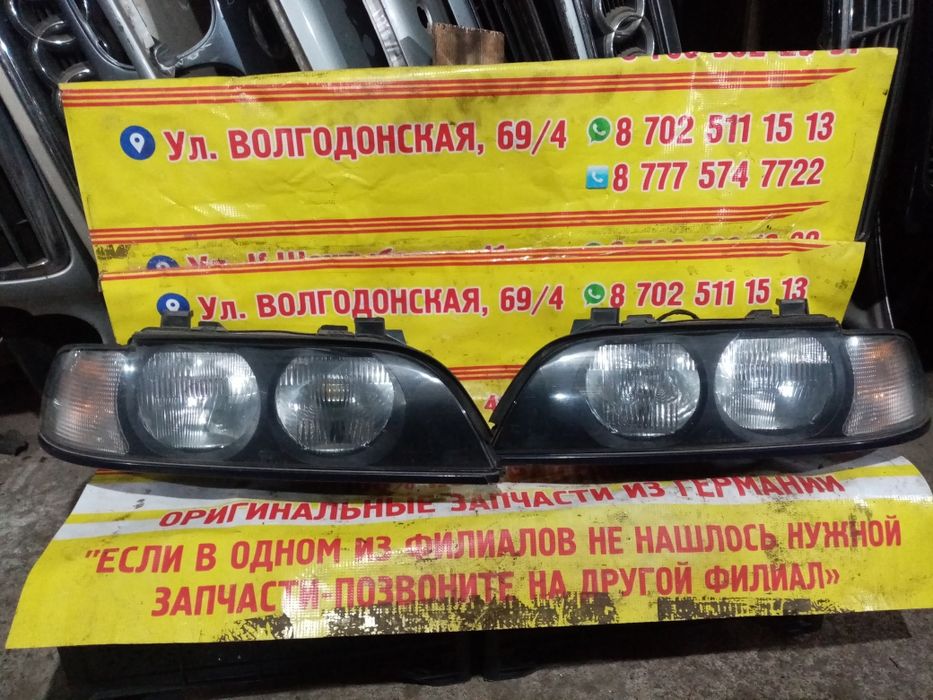 Ул. ВОЛГОДОНСКАЯ, 69/4
8 702 511 15 13
8 777 574 7722
Ул. ВОЛГОДОНСКАЯ, 69/4 8 702 511 15 13
ОРИГИНАЛЬНЫЕ ЗАПЧАСТИ ИЗ ГЕРМАНИИ
"ЕСЛИ В ОДНОМ ИЗ ФИЛИАЛОВ НЕ НАШЛОСЬ НУЖНОЙ
ЗАПЧАСТИ-ПОЗВОНИТЕ НА ДРУГОЙ ФИЛИАЛ»